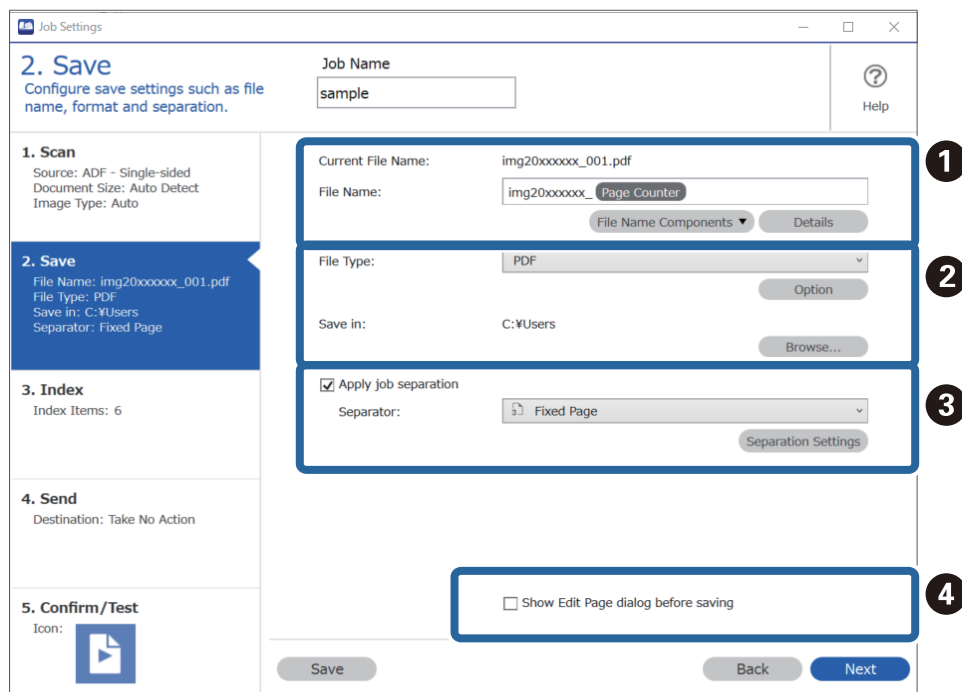 Job Settings
2. Save
Configure save settings such as file
name, format and separation.
Job Name
sample
Help
1. Scan
Source: ADF - Single-sided
Document Size: Auto Detect
Image Type: Auto
2. Save
File Name: img20xxxxxx_001.pdf
File Type: PDF
Save in: C:¥Users
Separator: Fixed Page
3. Index
Index Items: 6
4. Send
Destination: Take No Action
5. Confirm/Test
Icon:
Current File Name: img20xxxxxx_001.pdf
File Name: img20xxxxxx_ Page Counter
File Name Components ▼ Details
1
File Type: PDF
Option
Save in: C:¥Users
Browse...
2
Apply job separation
Separator: Fixed Page
Separation Settings
3
Show Edit Page dialog before saving
4
Save Back Next